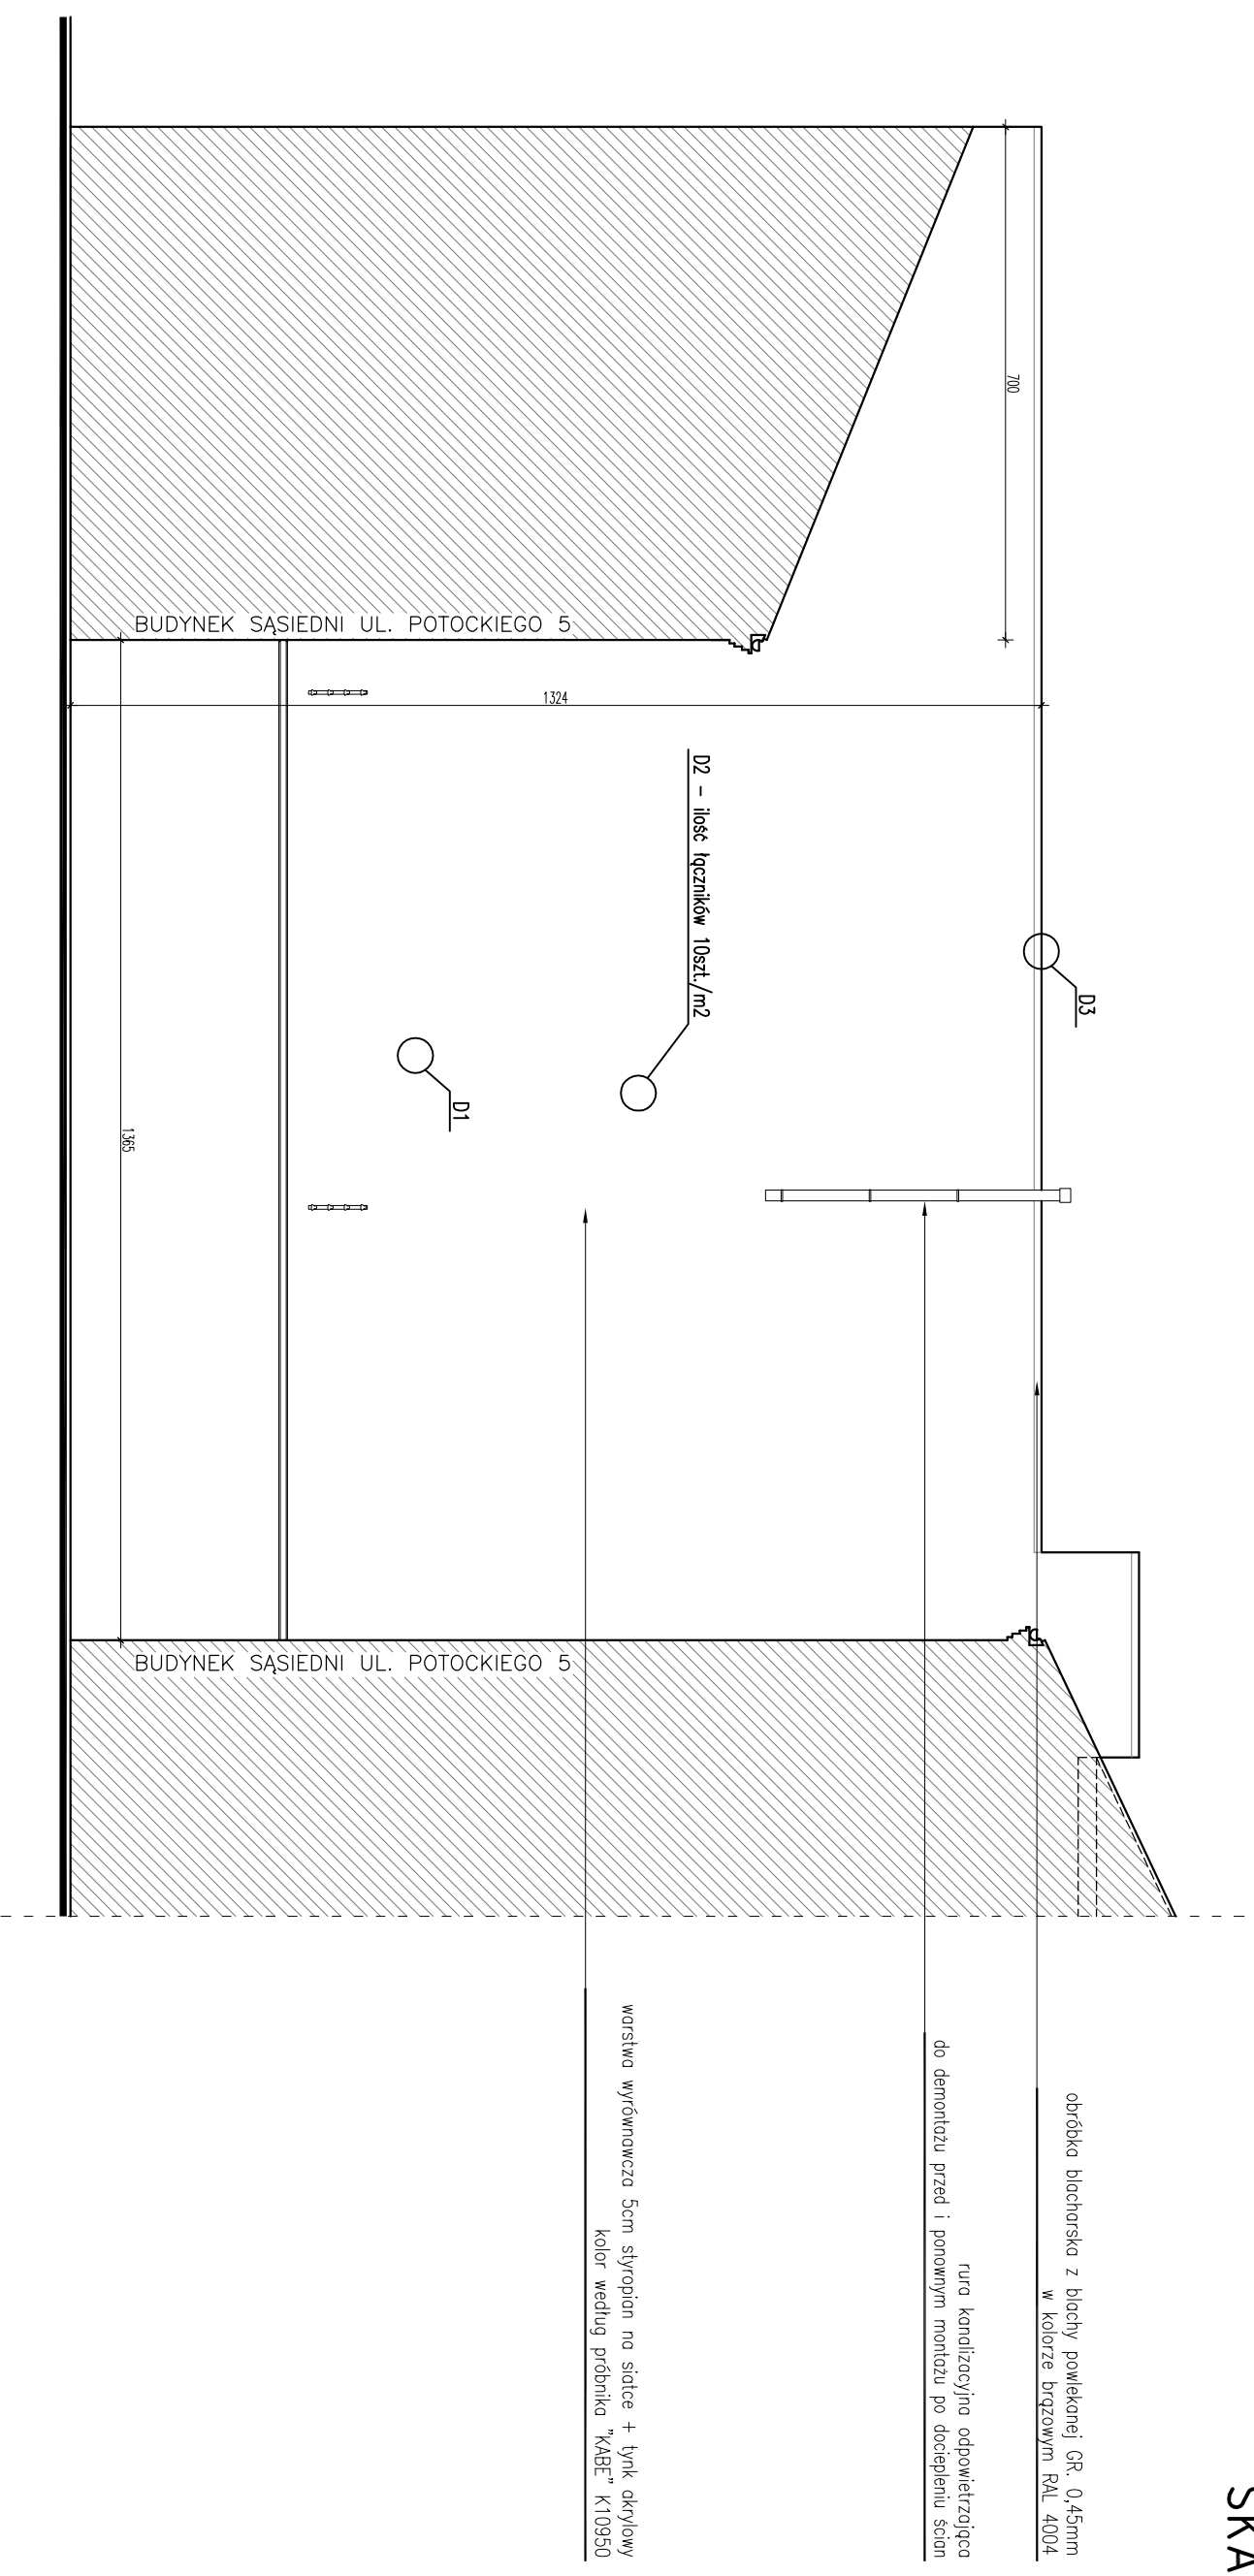 SKA
obróbka blacharska z blachy powlekanej GR. 0,45mm
w kolorze brązowym RAL 4004
rura kanalizacyjna odpowietrzająca
do demontażu przed i ponownym montażu po dociepleniu ścian
warstwa wyrównawcza 5cm styropian na siatce + tynk akrylowy
kolor według próbnika "KABE" K10950
D3
700
D2 - ilość łączników 10szt./m2
1324
D1
1365
BUDYNEK SĄSIEDNI UL. POTOCKIEGO 5
BUDYNEK SĄSIEDNI UL. POTOCKIEGO 5